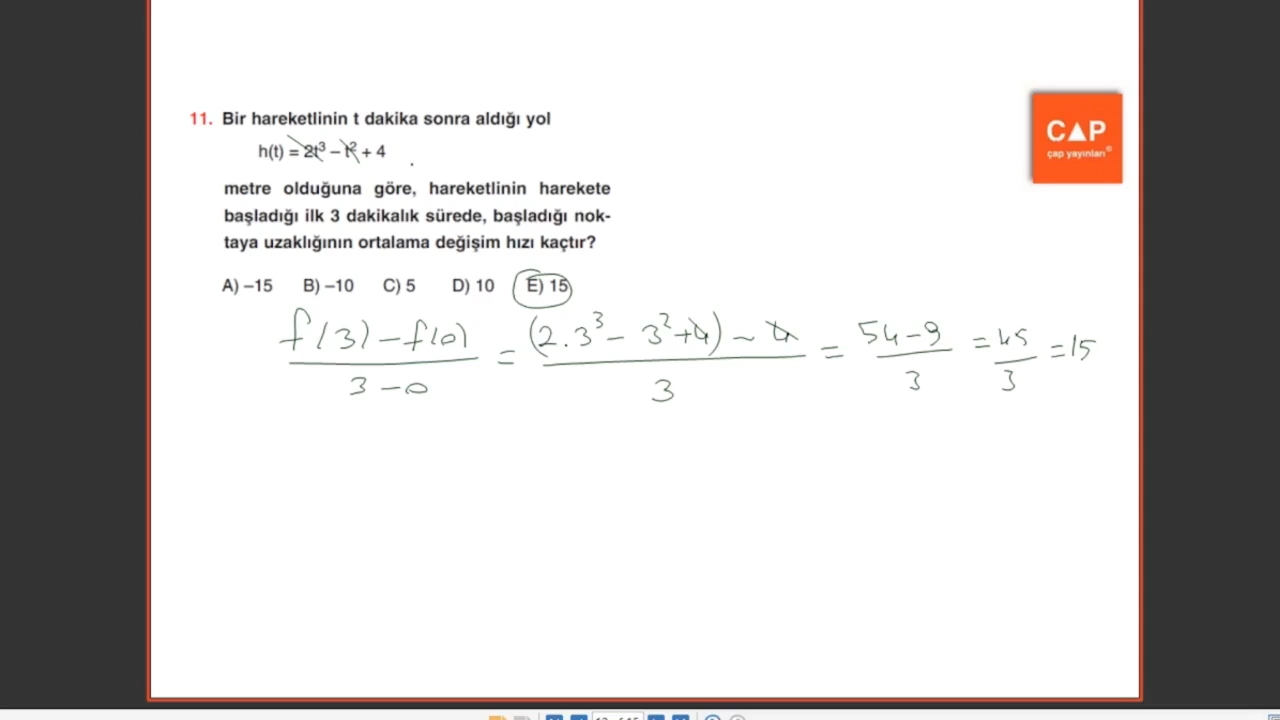 11. Bir hareketlinin t dakika sonra aldığı yol
h(t) = 2t³ – t² + 4
metre olduğuna göre, hareketlinin harekete
başladığı ilk 3 dakikalık sürede, başladığı nok-
taya uzaklığının ortalama değişim hızı kaçtır?
A) –15 B) –10 C) 5 D) 10 E) 15
f(3) – f(0) / 3 – 0 = (2.3³ – 3² + 4) – 4 / 3 = 54 – 9 / 3 = 45 / 3 = 15
ÇAP
çap yayınları®